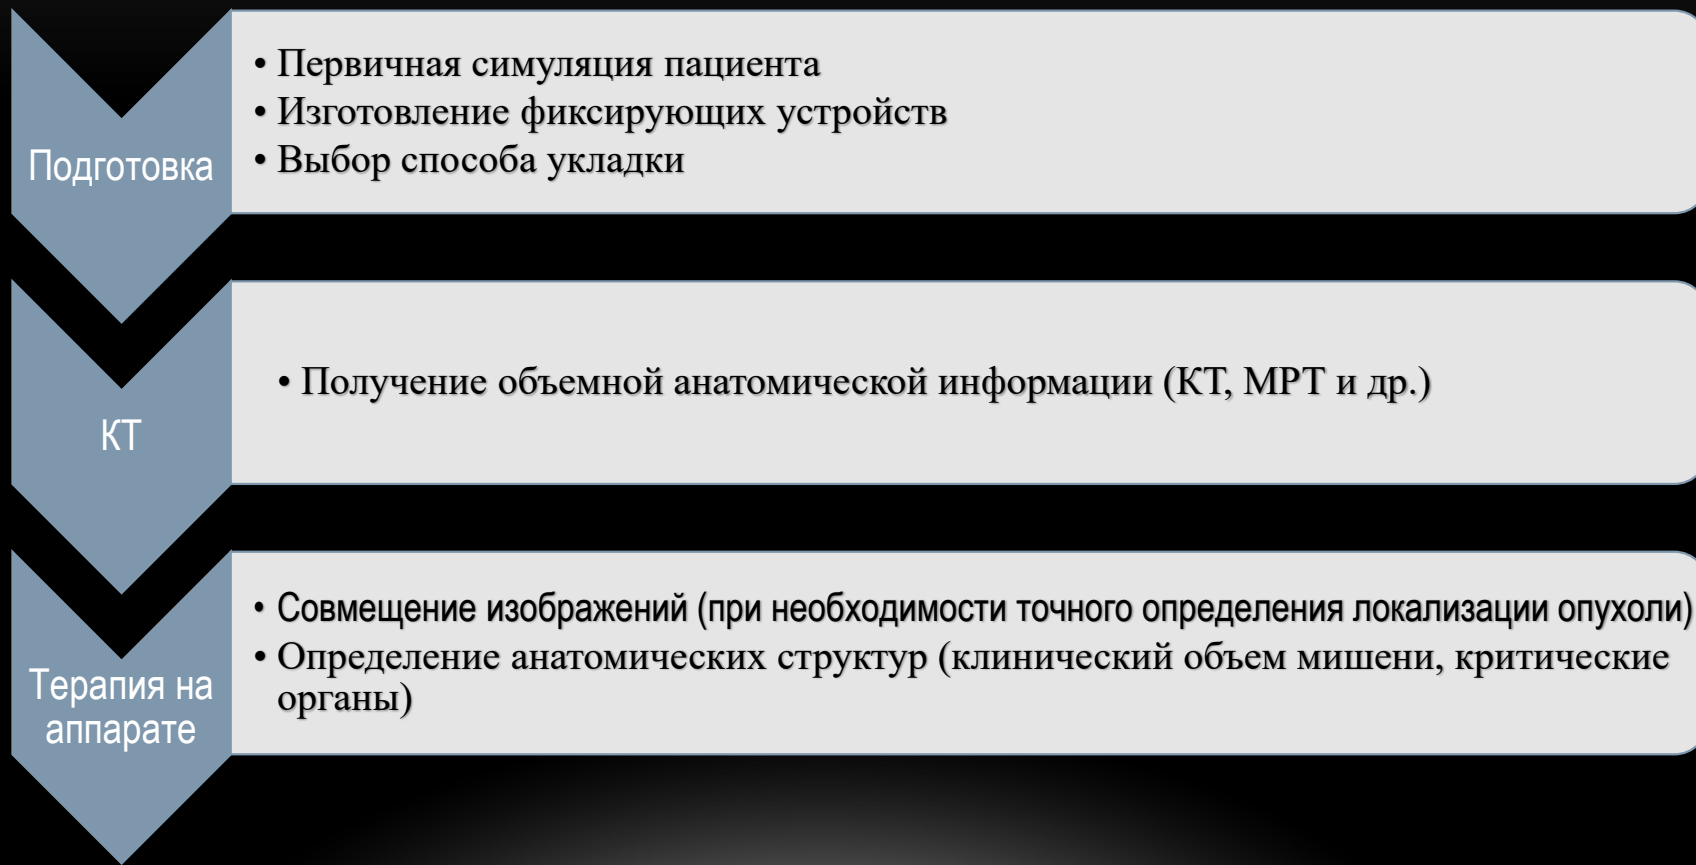 Подготовка
• Первичная симуляция пациента
• Изготовление фиксирующих устройств
• Выбор способа укладки
КТ
• Получение объемной анатомической информации (КТ, МРТ и др.)
Терапия на
аппарате
• Совмещение изображений (при необходимости точного определения локализации опухоли)
• Определение анатомических структур (клинический объем мишени, критические
органы)